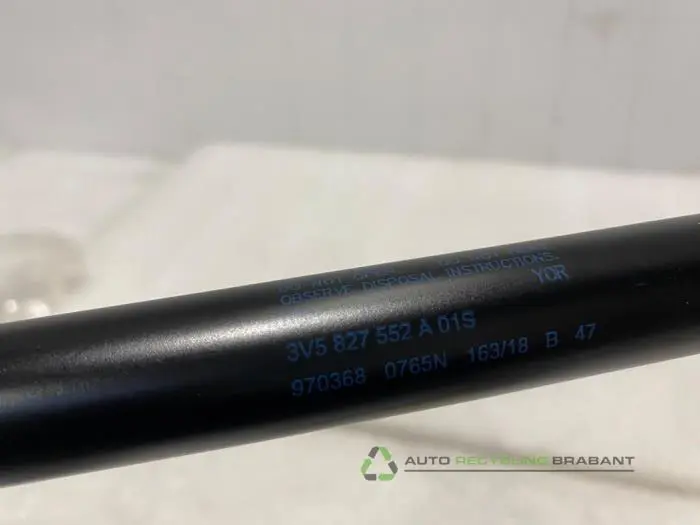 OBSERVE DISPOSAL INSTRUCTIONS.
YOR
3V5 827 552 A 01S
970368 0765N 163/18 B 47
AUTO RECYCLING BRABANT